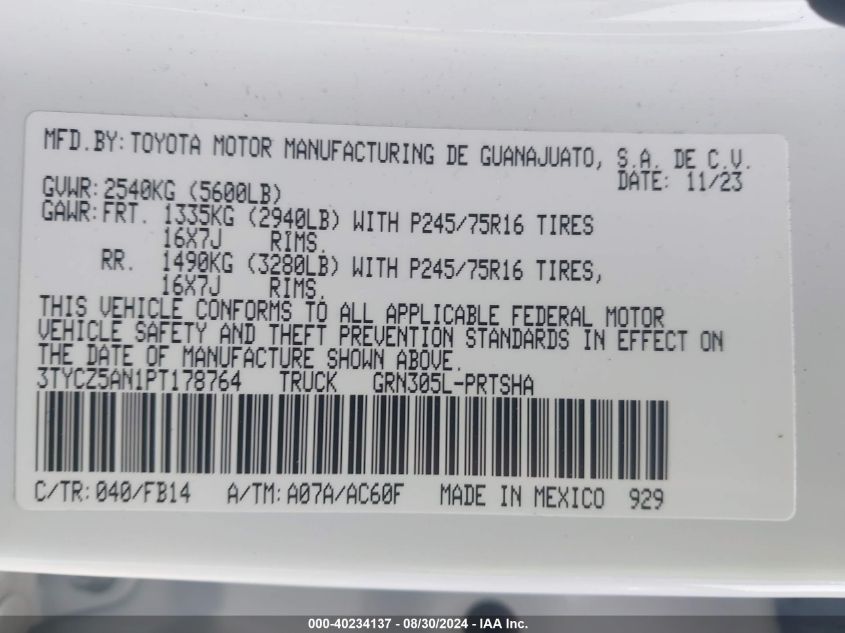 MFD.BY: TOYOTA MOTOR MANUFACTURING DE GUANAJUATO, S.A. DE C.V.
DATE: 11/23
GVWR: 2540KG (5600LB)
GAWR: FRT. 1335KG (2940LB) WITH P245/75R16 TIRES
16X7J RIMS.
RR. 1490KG (3280LB) WITH P245/75R16 TIRES,
16X7J RIMS.
THIS VEHICLE CONFORMS TO ALL APPLICABLE FEDERAL MOTOR
VEHICLE SAFETY AND THEFT PREVENTION STANDARDS IN EFFECT ON
THE DATE OF MANUFACTURE SHOWN ABOVE.
3TYCZ5AN1PT178764 TRUCK GRN305L-PRTSHA
C/TR: 040/FB14 A/TM: A07A/AC60F MADE IN MEXICO 929
000-40234137 - 08/30/2024 - IAA Inc.